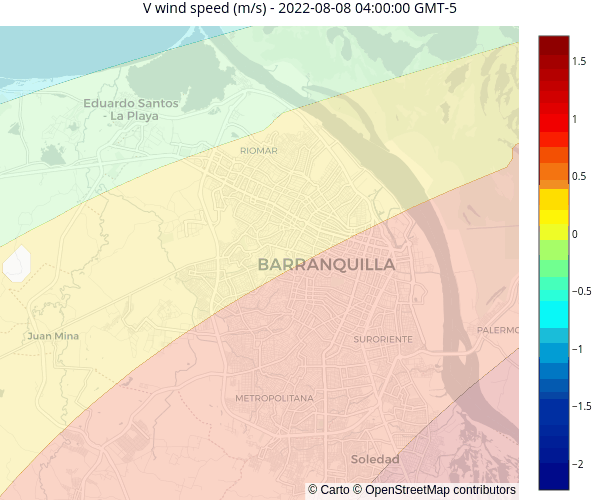 V wind speed (m/s) - 2022-08-08 04:00:00 GMT-5
Eduardo Santos
- La Playa
RIOMAR
BARRANQUILLA
Juan Mina
SURORIENTE
PALERMO
METROPOLITANA
Soledad
© Carto © OpenStreetMap contributors
1.5
1
0.5
0
−0.5
−1
−1.5
−2